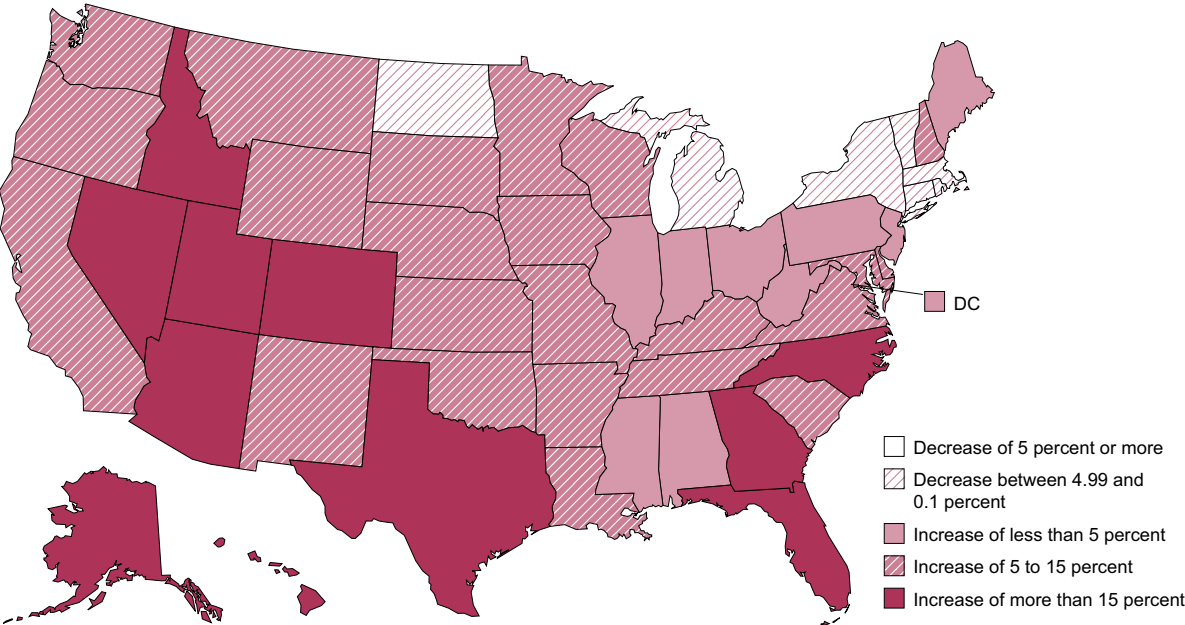 DC
Decrease of 5 percent or more
Decrease between 4.99 and
0.1 percent
Increase of less than 5 percent
Increase of 5 to 15 percent
Increase of more than 15 percent